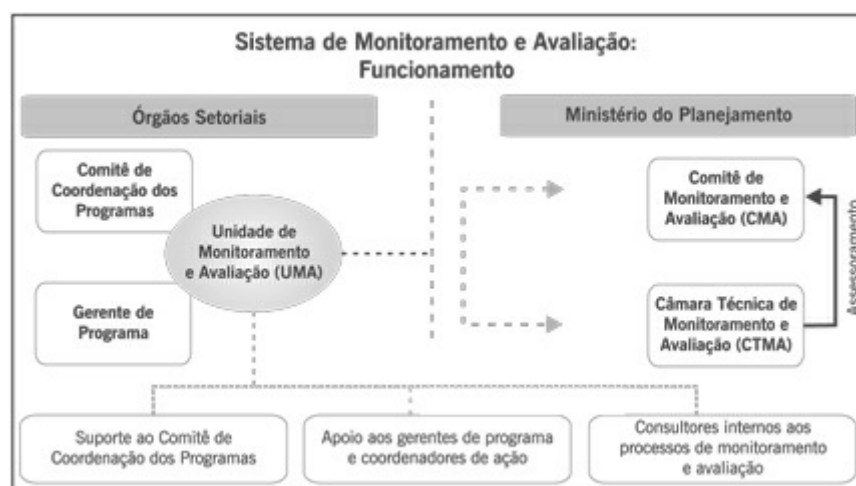 Sistema de Monitoramento e Avaliação:
Funcionamento
Órgãos Setoriais
Ministério do Planejamento
Comitê de
Coordenação dos
Programas
Unidade de
Monitoramento
e Avaliação (UMA)
Gerente de
Programa
Comitê de
Monitoramento e
Avaliação (CMA)
Câmara Técnica de
Monitoramento e
Avaliação (CTMA)
Assessoramento
Suporte ao Comitê de
Coordenação dos Programas
Apoio aos gerentes de programa
e coordenadores de ação
Consultores internos aos
processos de monitoramento
e avaliação